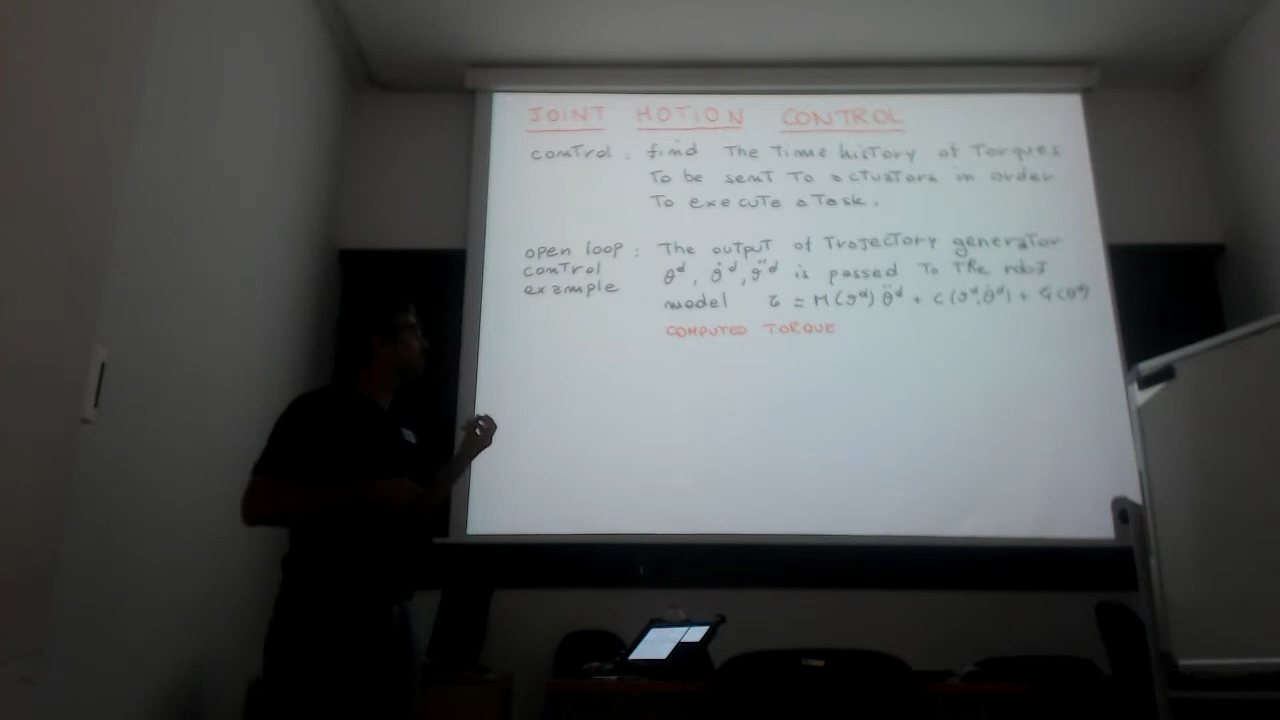 JOINT MOTION CONTROL
control : find The Time history of Torques
To be senT To acTuaTors in order
To execuTe a Task.
open loop : The ouTpuT of TrajecTory generaTor
conTrol θᵈ, θ̇ᵈ, θ̈ᵈ is passed To The roboT
example
model τ = M(θᵈ) θ̈ᵈ + C(θᵈ,θ̇ᵈ) + G(θᵈ)
COMPUTED TORQUE